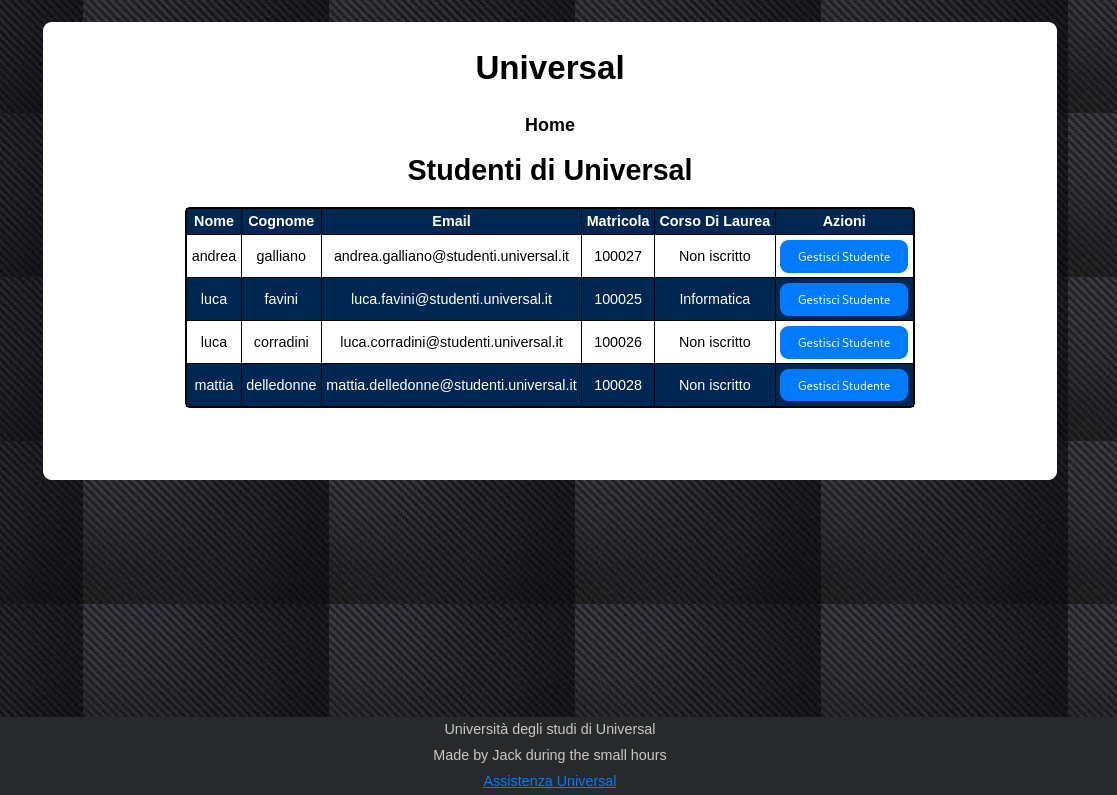 Universal
Home
Studenti di Universal
Nome Cognome Email Matricola Corso Di Laurea Azioni
andrea galliano andrea.galliano@studenti.universal.it 100027 Non iscritto Gestisci Studente
luca favini luca.favini@studenti.universal.it 100025 Informatica Gestisci Studente
luca corradini luca.corradini@studenti.universal.it 100026 Non iscritto Gestisci Studente
mattia delledonne mattia.delledonne@studenti.universal.it 100028 Non iscritto Gestisci Studente
Università degli studi di Universal
Made by Jack during the small hours
Assistenza Universal